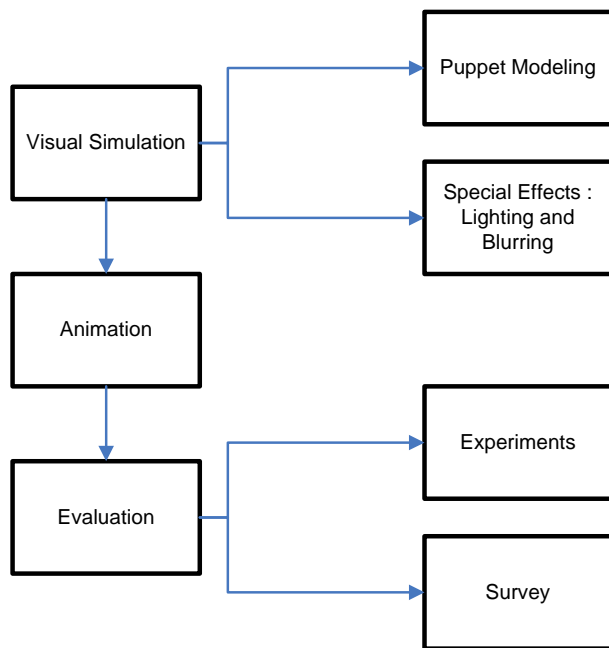 Puppet Modeling
Visual Simulation
Special Effects :
Lighting and
Blurring
Animation
Experiments
Evaluation
Survey